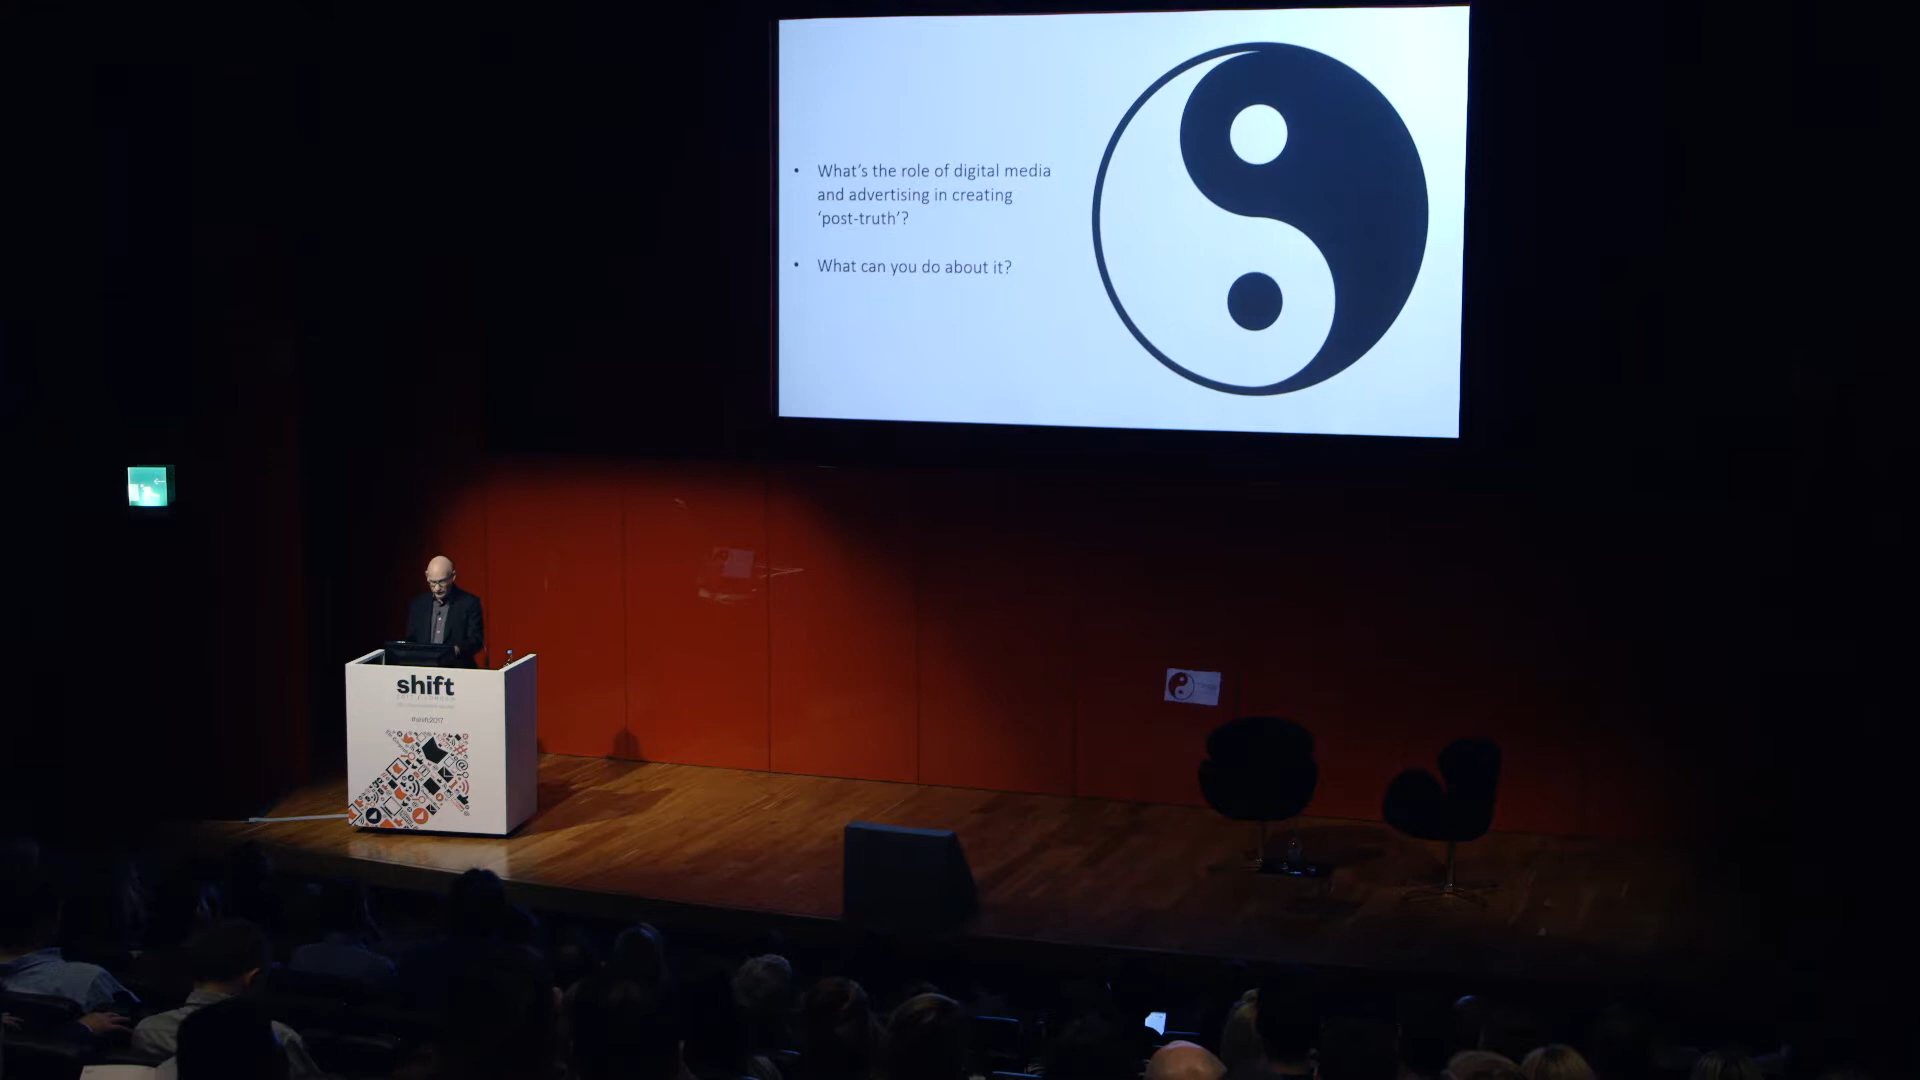 • What’s the role of digital media
and advertising in creating
‘post-truth’?
• What can you do about it?
shift
#shift2017